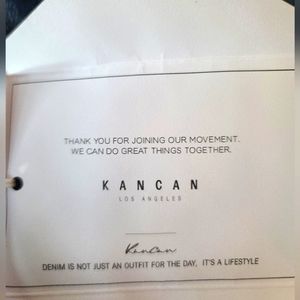 THANK YOU FOR JOINING OUR MOVEMENT.
WE CAN DO GREAT THINGS TOGETHER.
KANCAN
LOS ANGELES
KanCan
DENIM IS NOT JUST AN OUTFIT FOR THE DAY, IT'S A LIFESTYLE